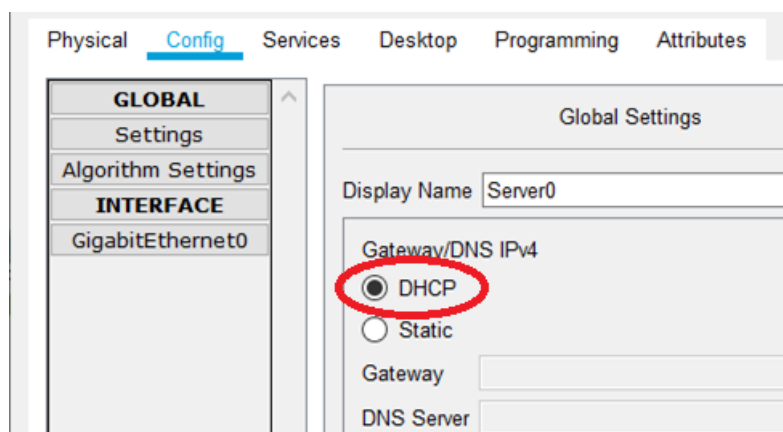 Physical Config Services Desktop Programming Attributes
GLOBAL
Settings
Algorithm Settings
INTERFACE
GigabitEthernet0
Global Settings
Display Name Server0
Gateway/DNS IPv4
DHCP
Static
Gateway
DNS Server